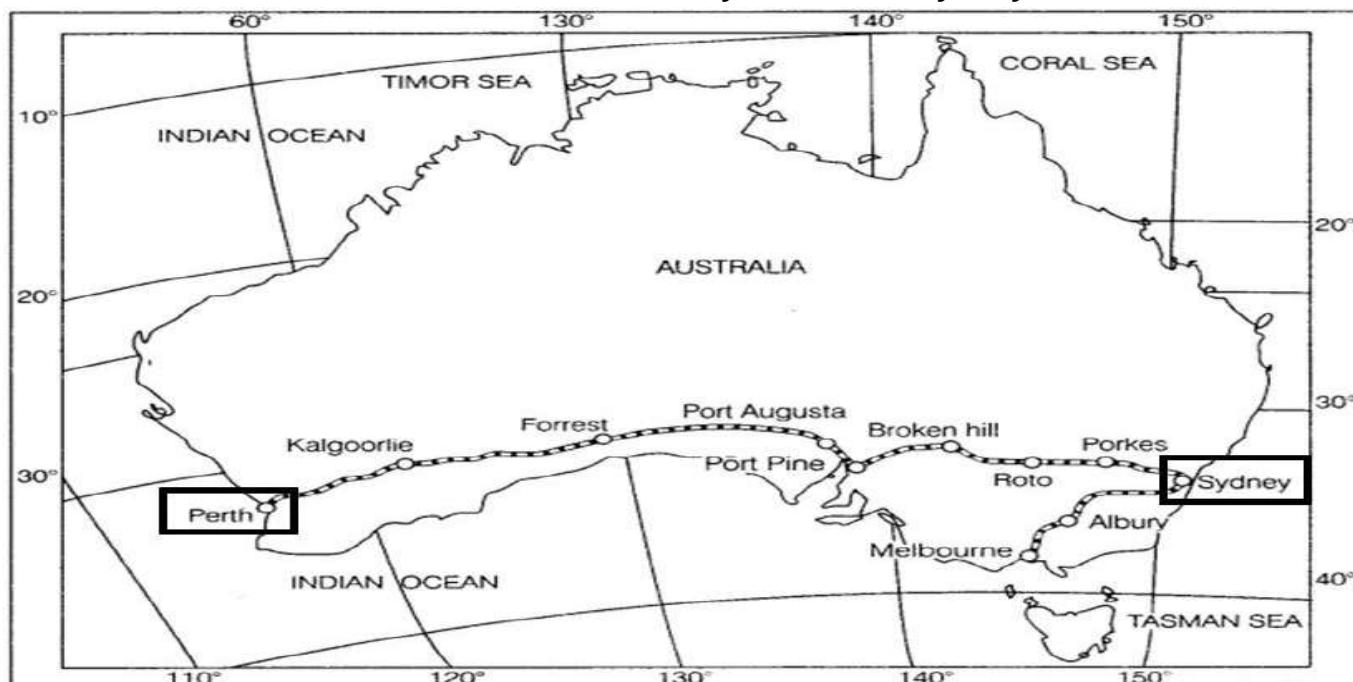 60° 130° 140° 150°
TIMOR SEA
CORAL SEA
10°
INDIAN OCEAN
20°
AUSTRALIA
20°
30°
Forrest
Port Augusta
Broken hill
Porkes
Kalgoorlie
Pōrt Pine
30°
Roto
Sydney
Perth
Albury
Melbourne
INDIAN OCEAN
40°
TASMAN SEA
110° 120° 130° 140° 150°